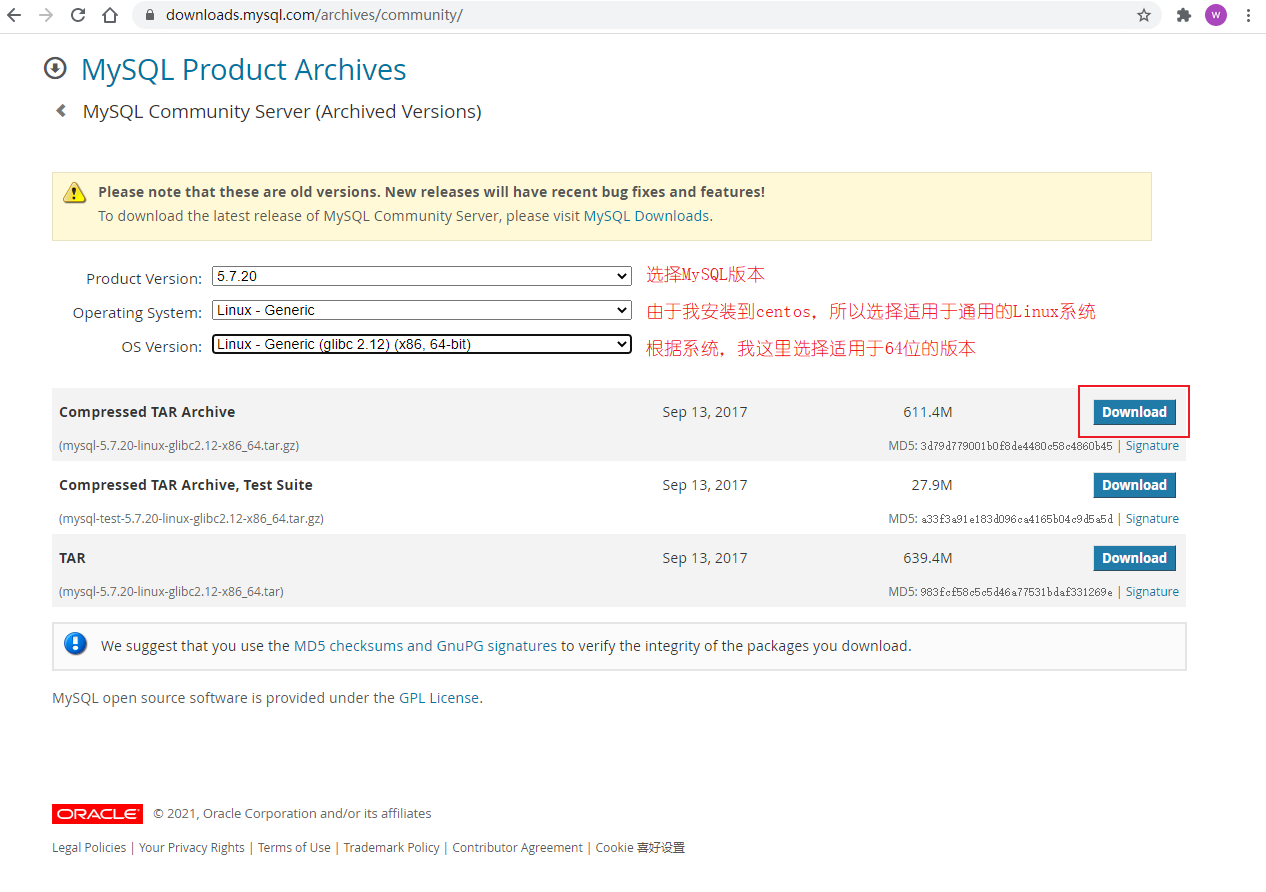 downloads.mysql.com/archives/community/
W
MySQL Product Archives
MySQL Community Server (Archived Versions)
Please note that these are old versions. New releases will have recent bug fixes and features!
To download the latest release of MySQL Community Server, please visit MySQL Downloads.
Product Version: 5.7.20 选择MySQL版本
Operating System: Linux - Generic 由于我安装到centos，所以选择适用于通用的Linux系统
OS Version: Linux - Generic (glibc 2.12) (x86, 64-bit) 根据系统，我这里选择适用于64位的版本
Compressed TAR Archive Sep 13, 2017 611.4M Download
(mysql-5.7.20-linux-glibc2.12-x86_64.tar.gz) MD5: 3d79d779001b0f8de4480c58c4860b45 | Signature
Compressed TAR Archive, Test Suite Sep 13, 2017 27.9M Download
(mysql-test-5.7.20-linux-glibc2.12-x86_64.tar.gz) MD5: a33f3a91e183d096ca4165b04c9d5a5d | Signature
TAR Sep 13, 2017 639.4M Download
(mysql-5.7.20-linux-glibc2.12-x86_64.tar) MD5: 983fcf58c5c5d46a77531bdaf331269e | Signature
We suggest that you use the MD5 checksums and GnuPG signatures to verify the integrity of the packages you download.
MySQL open source software is provided under the GPL License.
ORACLE © 2021, Oracle Corporation and/or its affiliates
Legal Policies | Your Privacy Rights | Terms of Use | Trademark Policy | Contributor Agreement | Cookie 喜好设置